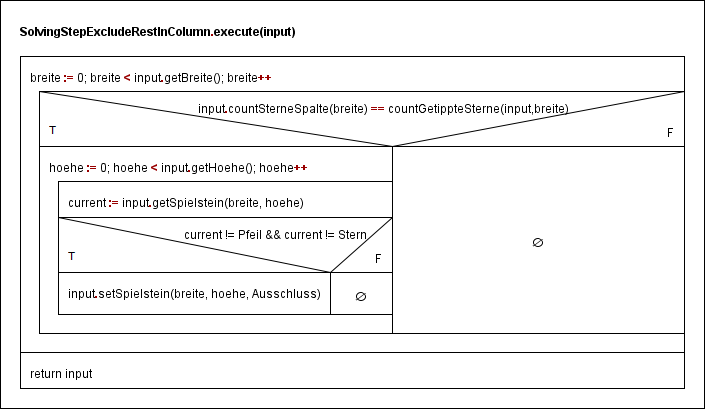 SolvingStepExcludeRestInColumn.execute(input)
breite := 0; breite < input.getBreite(); breite++
input.countSterneSpalte(breite) == countGetippteSterne(input,breite)
T
F
hoehe := 0; hoehe < input.getHoehe(); hoehe++
current := input.getSpielstein(breite, hoehe)
current != Pfeil && current != Stern
T
F
∅
input.setSpielstein(breite, hoehe, Ausschluss)
∅
return input